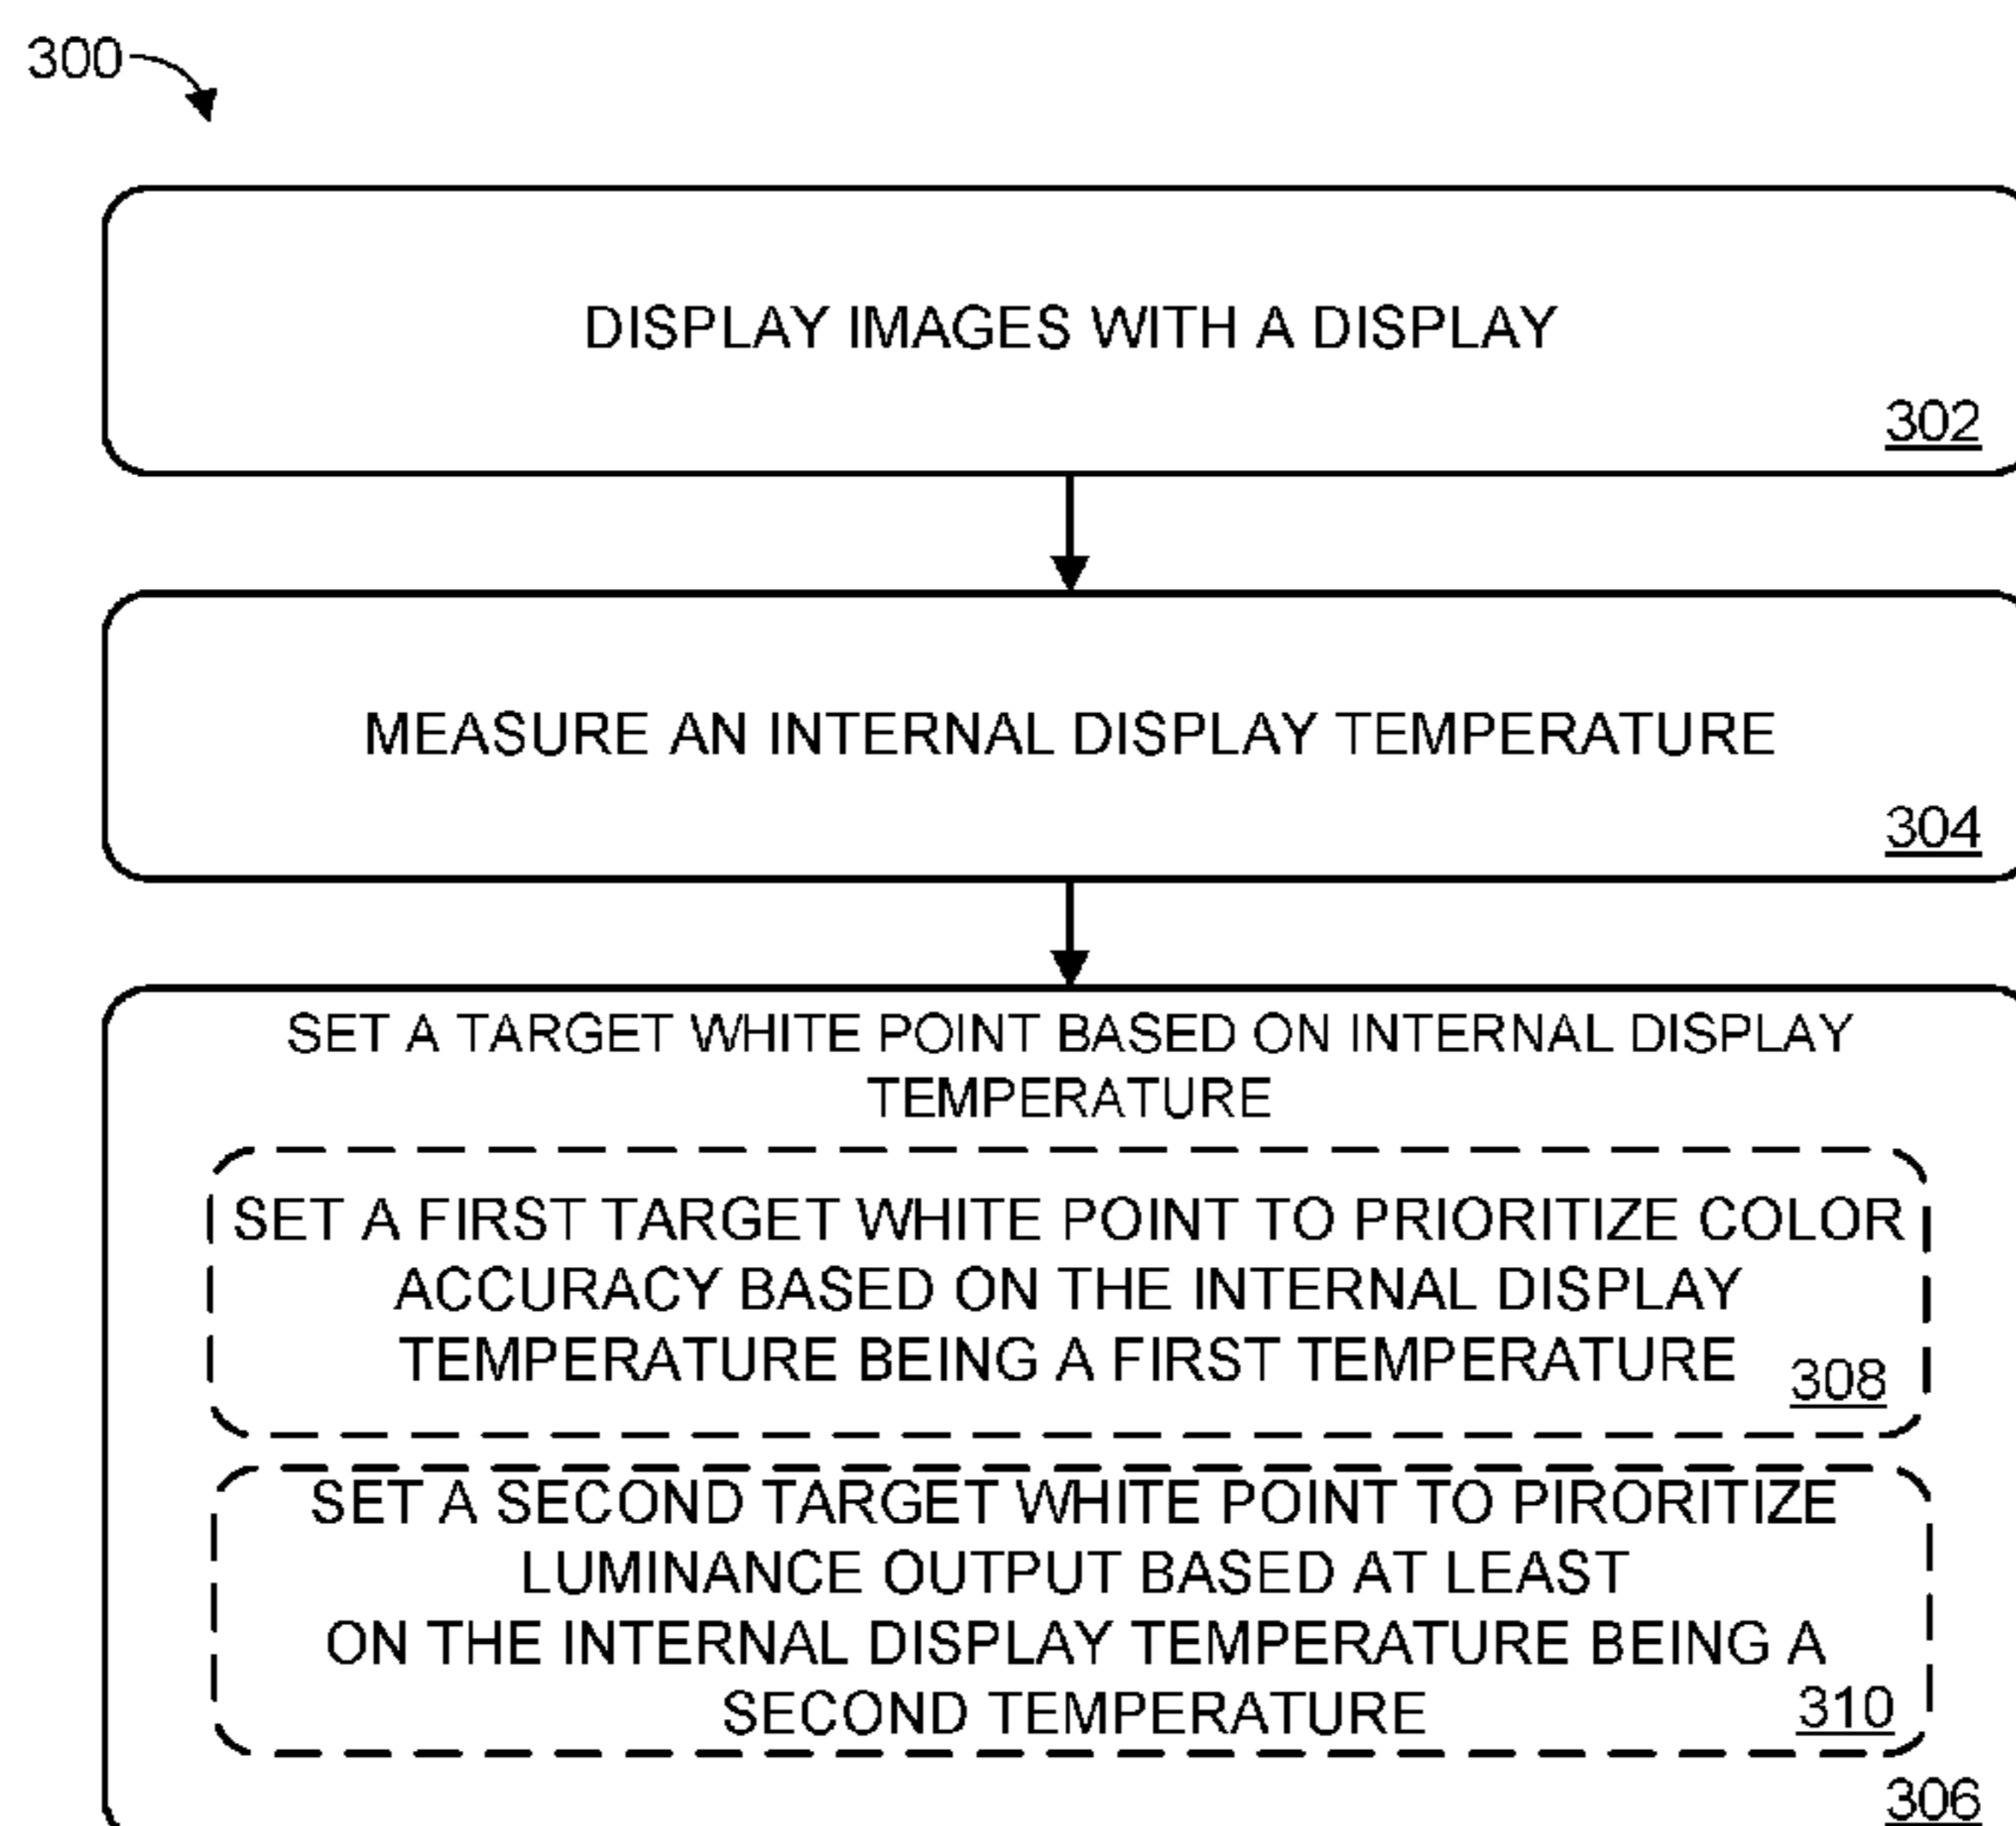 300
DISPLAY IMAGES WITH A DISPLAY
302
MEASURE AN INTERNAL DISPLAY TEMPERATURE
304
SET A TARGET WHITE POINT BASED ON INTERNAL DISPLAY
TEMPERATURE
SET A FIRST TARGET WHITE POINT TO PRIORITIZE COLOR
ACCURACY BASED ON THE INTERNAL DISPLAY
TEMPERATURE BEING A FIRST TEMPERATURE
308
SET A SECOND TARGET WHITE POINT TO PIRORITIZE
LUMINANCE OUTPUT BASED AT LEAST
ON THE INTERNAL DISPLAY TEMPERATURE BEING A
SECOND TEMPERATURE
310
306